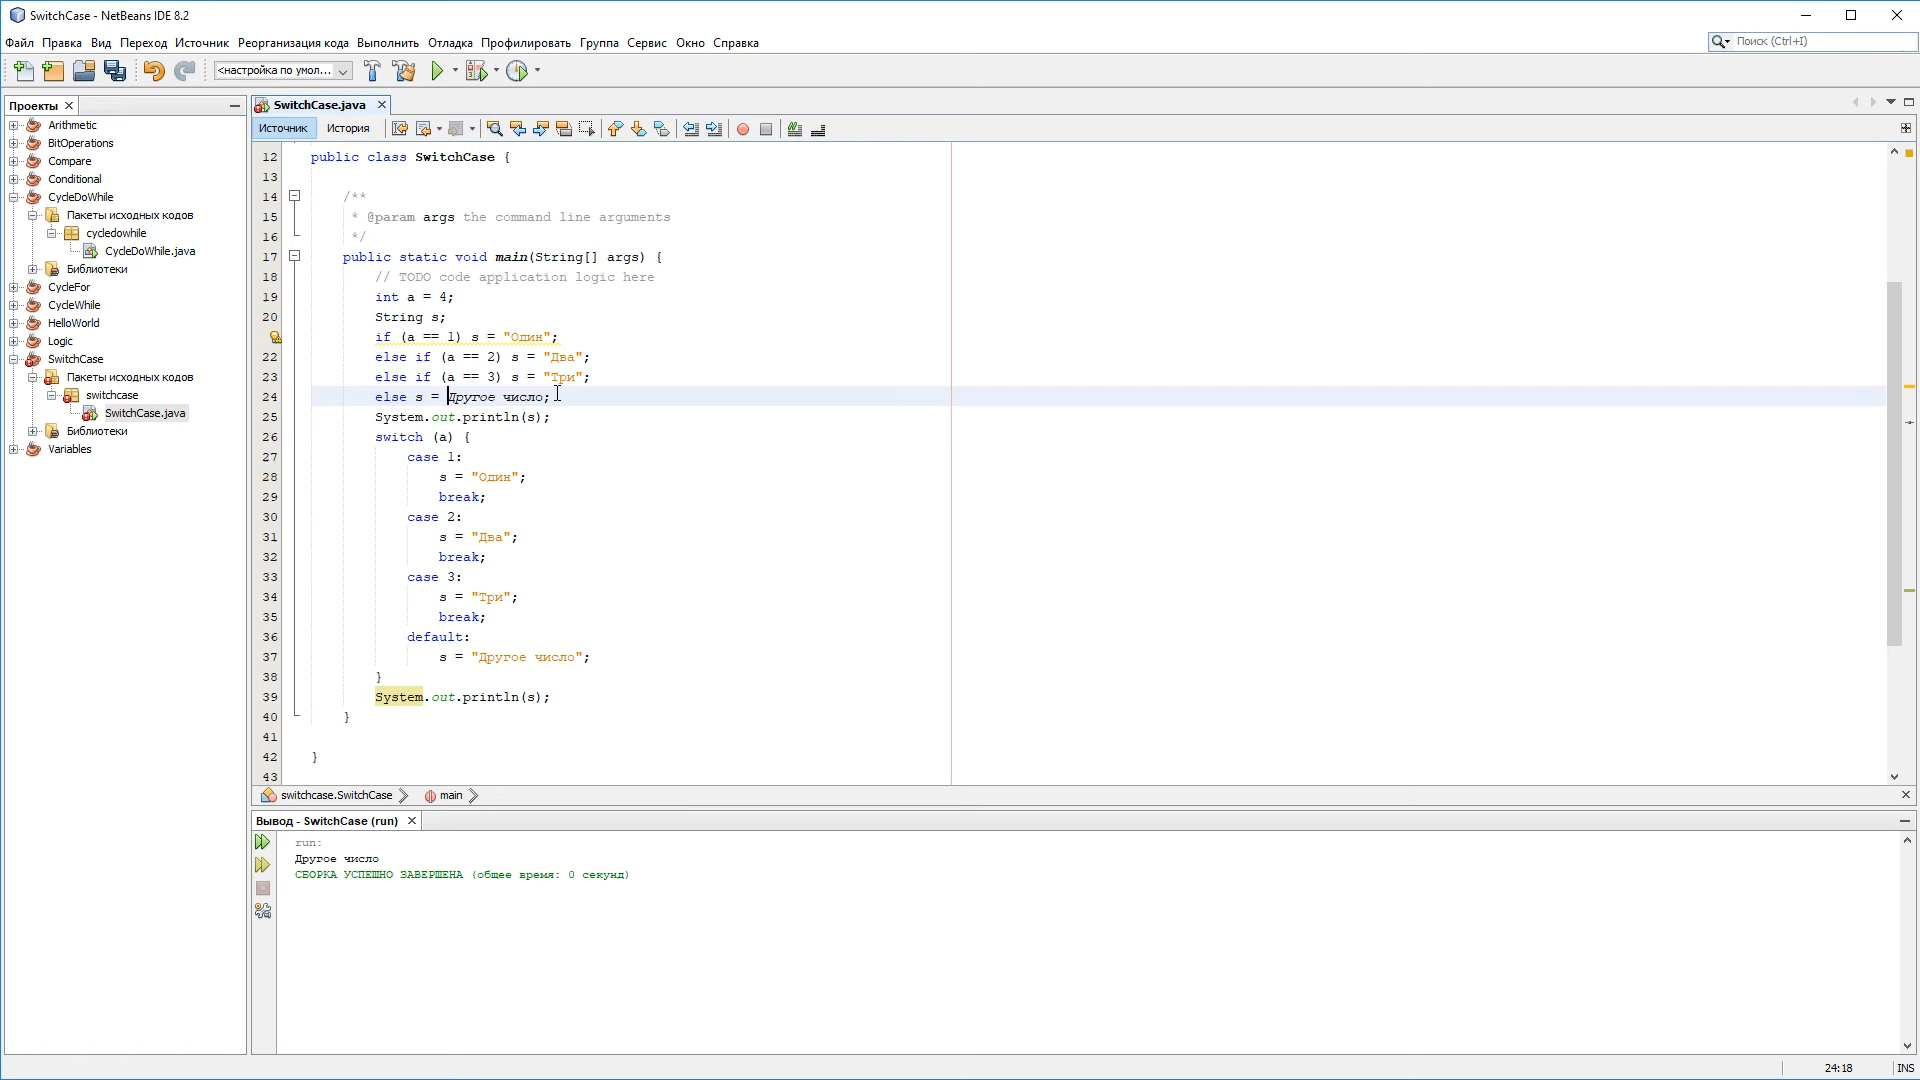 SwitchCase - NetBeans IDE 8.2
Файл Правка Вид Переход Источник Реорганизация кода Выполнить Отладка Профилировать Группа Сервис Окно Справка
Поиск (Ctrl+I)
<настройка по умол...
Проекты
SwitchCase.java
Источник История
Arithmetic
BitOperations
Compare
Conditional
CycleDoWhile
Пакеты исходных кодов
cycledowhile
CycleDoWhile.java
Библиотеки
CycleFor
CycleWhile
HelloWorld
Logic
SwitchCase
Пакеты исходных кодов
switchcase
SwitchCase.java
Библиотеки
Variables
12 public class SwitchCase {
13
14 /**
15 * @param args the command line arguments
16 */
17 public static void main(String[] args) {
18 // TODO code application logic here
19 int a = 4;
20 String s;
if (a == 1) s = "Один";
22 else if (a == 2) s = "Два";
23 else if (a == 3) s = "Три";
24 else s = Другое число;
25 System.out.println(s);
26 switch (a) {
27 case 1:
28 s = "Один";
29 break;
30 case 2:
31 s = "Два";
32 break;
33 case 3:
34 s = "Три";
35 break;
36 default:
37 s = "Другое число";
38 }
39 System.out.println(s);
40 }
41
42 }
43
switchcase.SwitchCase main
Вывод - SwitchCase (run)
run:
Другое число
СБОРКА УСПЕШНО ЗАВЕРШЕНА (общее время: 0 секунд)
24:18 INS